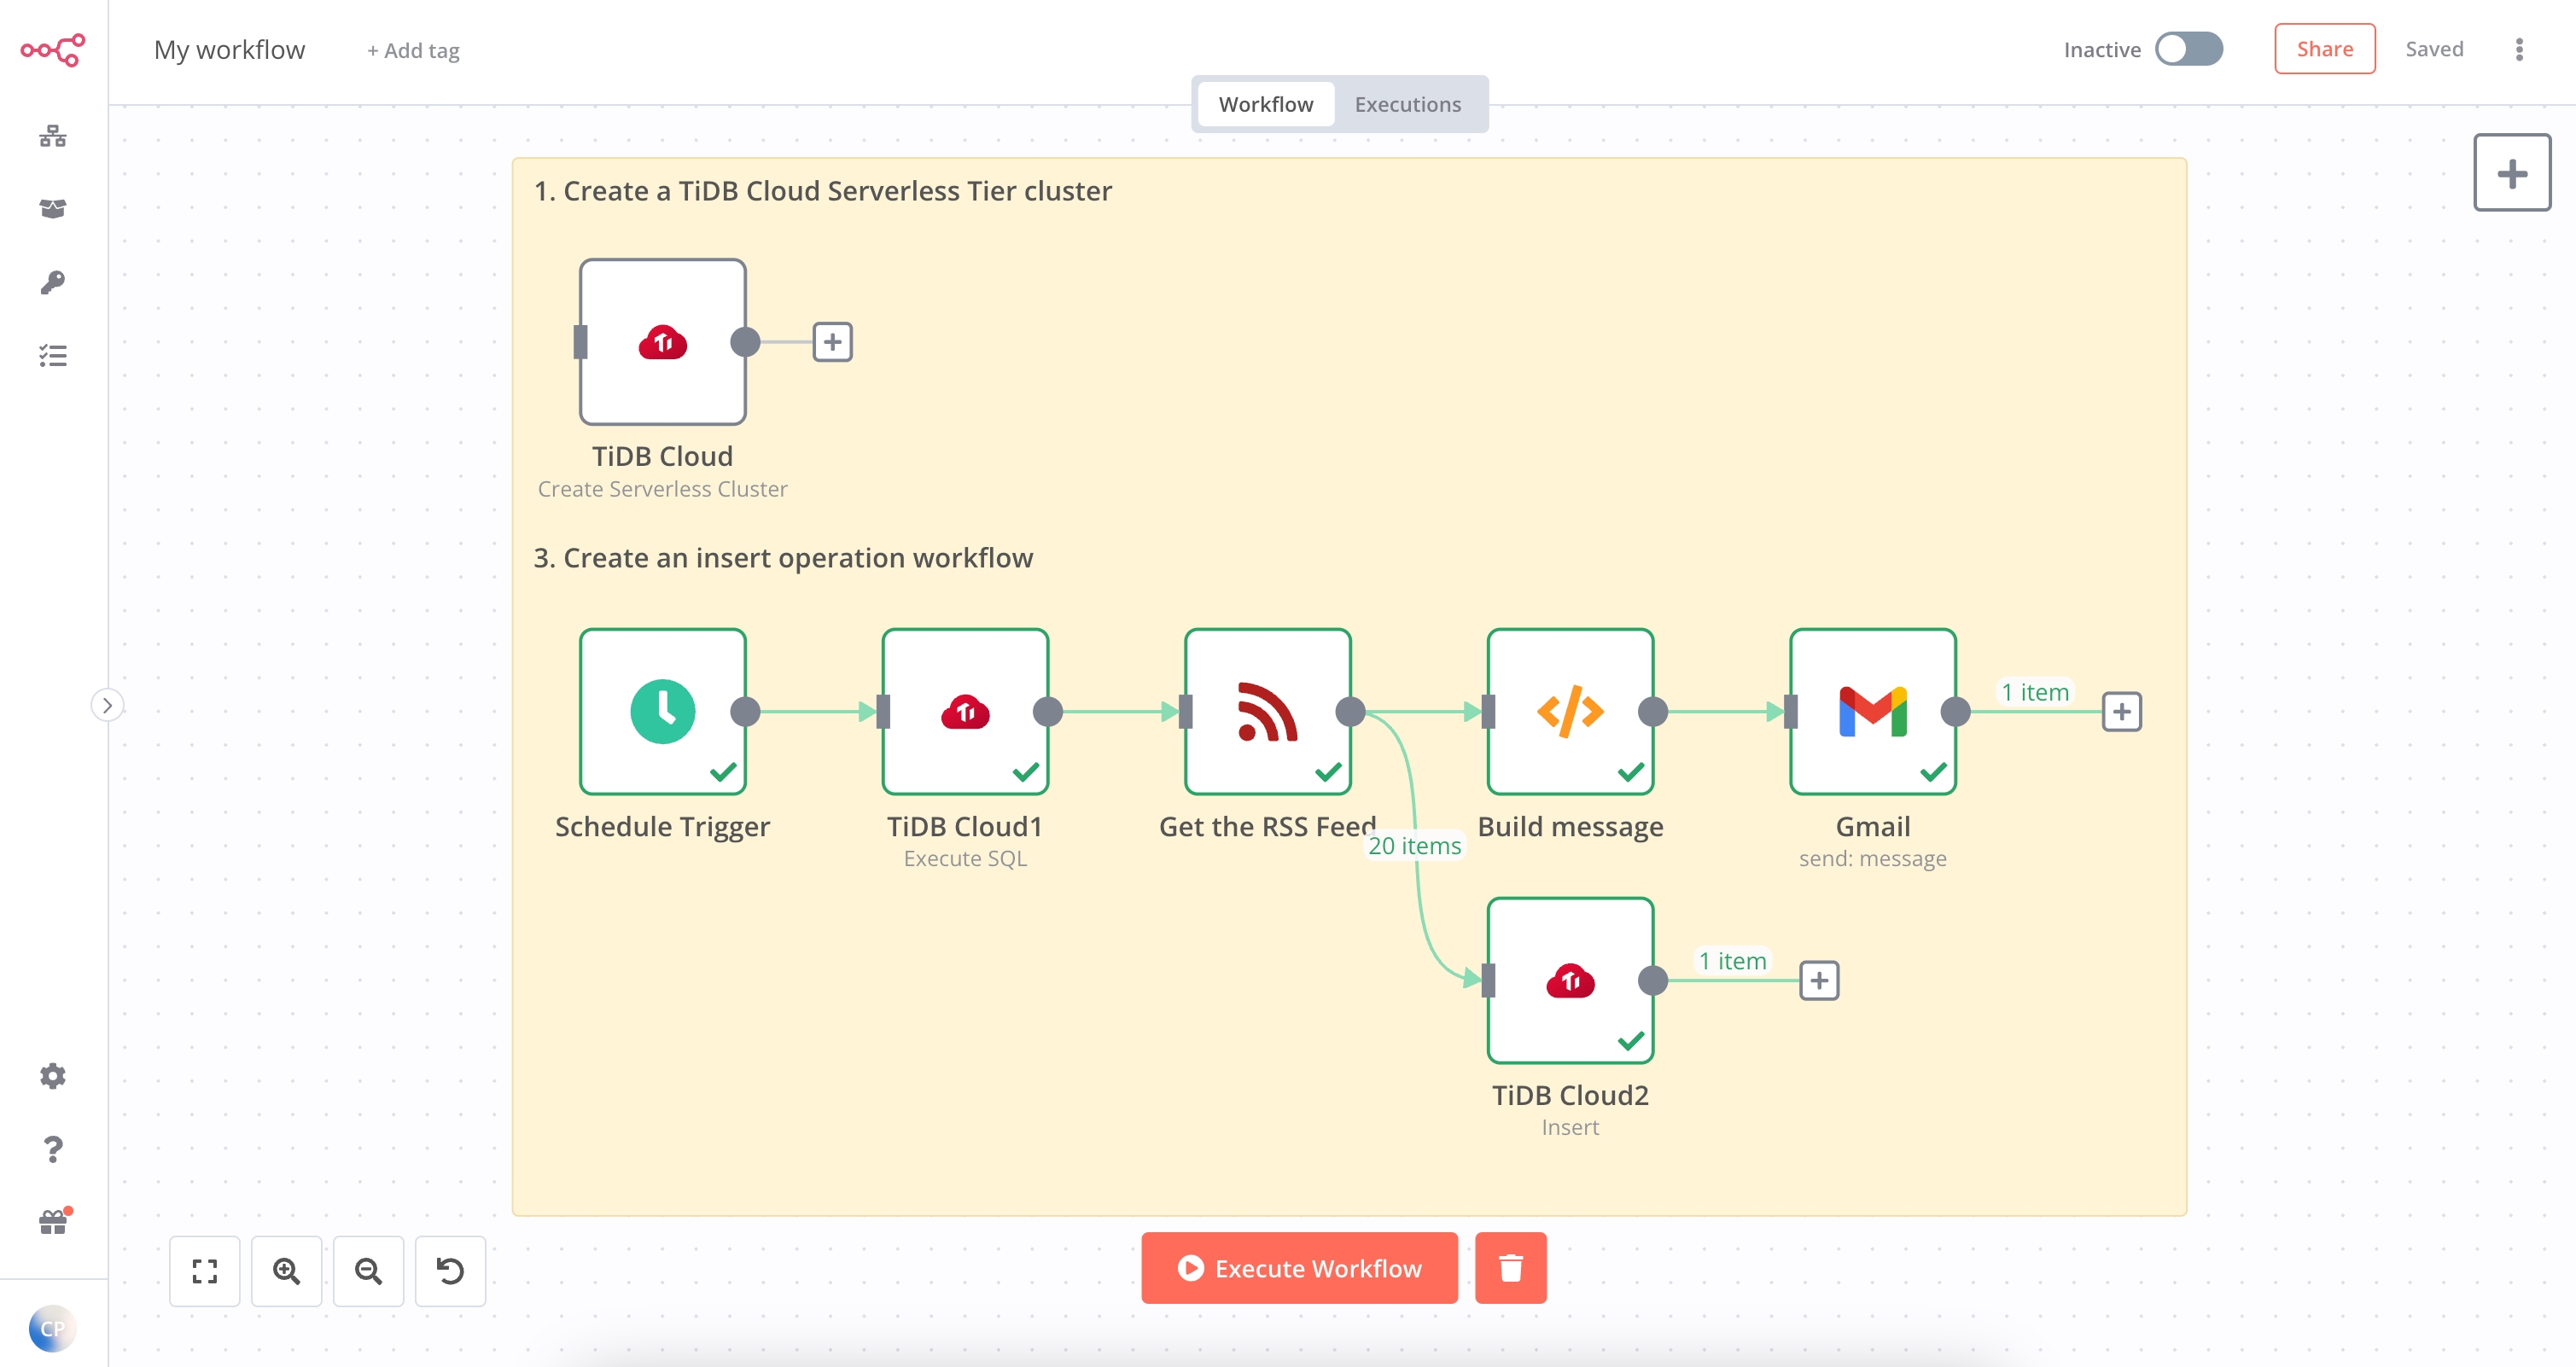 My workflow
+ Add tag
Inactive
Share
Saved
Workflow
Executions
1. Create a TiDB Cloud Serverless Tier cluster
TiDB Cloud
Create Serverless Cluster
3. Create an insert operation workflow
1 item
Schedule Trigger
TiDB Cloud1
Execute SQL
Get the RSS Feed
20 items
Build message
Gmail
send: message
1 item
TiDB Cloud2
Insert
Execute Workflow
CP